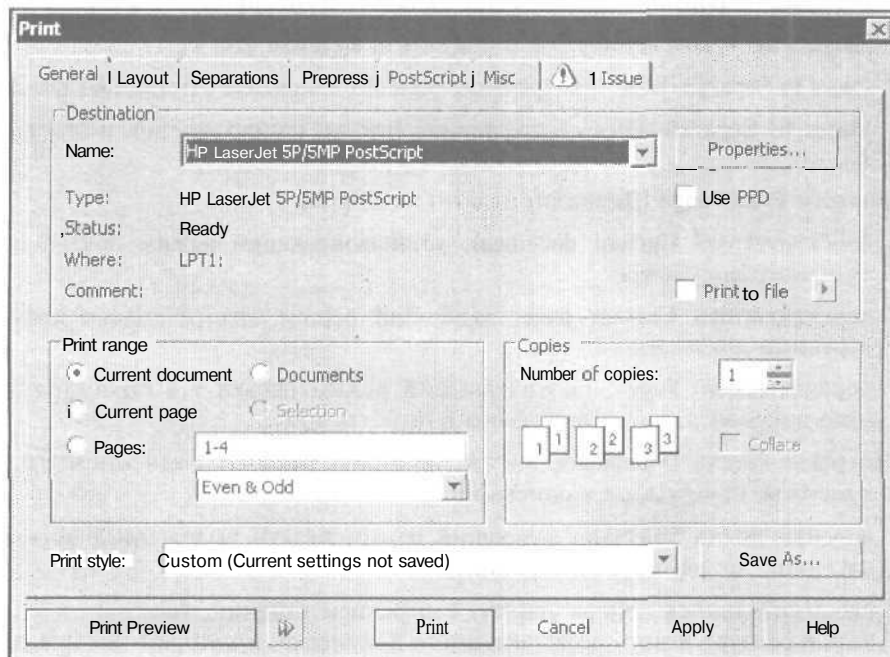 Print
General | Layout | Separations | Prepress j PostScript j Misc | 1 Issue |
Destination
Name: HP LaserJet 5P/5MP PostScript Properties...
Type: HP LaserJet 5P/5MP PostScript Use PPD
,Status: Ready
Where: LPT1:
Comment: Print to file
Print range
Current document Documents
i Current page Selection
Pages: 1-4
Even & Odd
Copies
Number of copies: 1
1 1 2 2 3 3 Collate
Print style: Custom (Current settings not saved) Save As...
Print Preview Print Cancel Apply Help